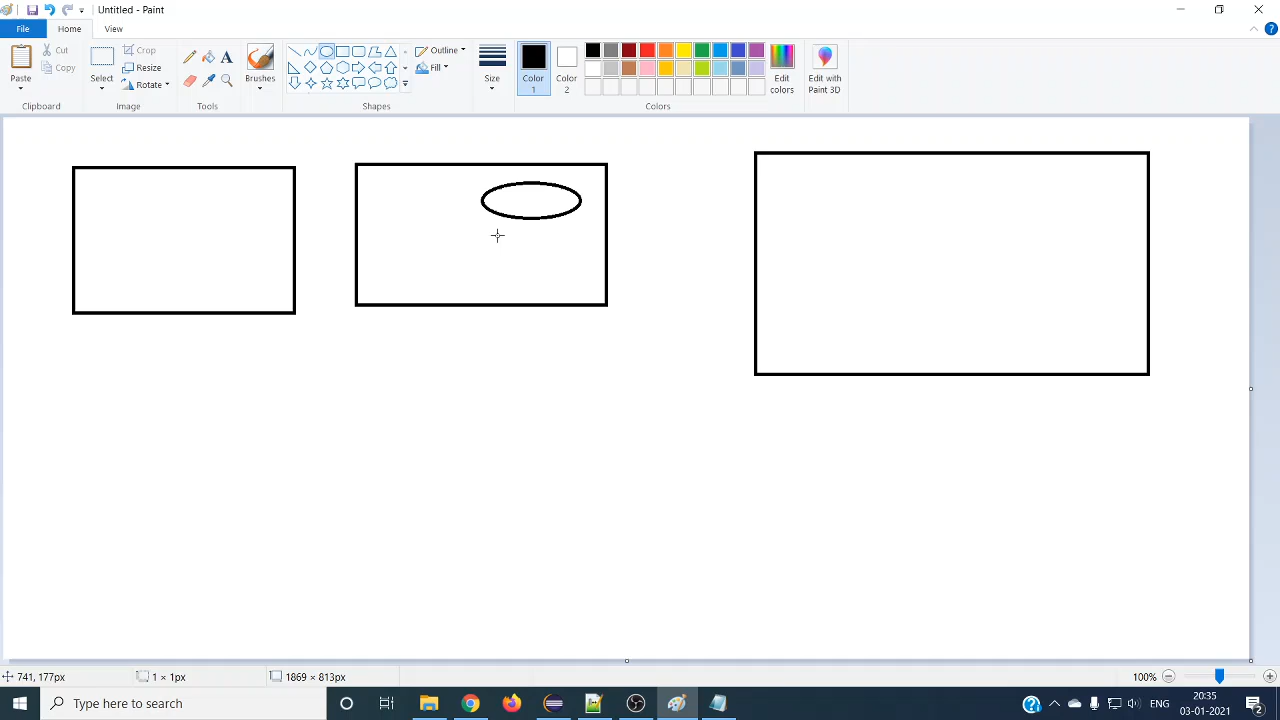 Untitled - Paint
File Home View
Paste
Cut
Copy
Clipboard
Select
Crop
Resize
Rotate
Image
Tools
Brushes
Outline
Fill
Shapes
Size
Color 1
Color 2
Edit colors
Colors
Edit with Paint 3D
741, 177px
1 × 1px
1869 × 813px
100%
Type here to search
ENG
20:35
03-01-2021
2